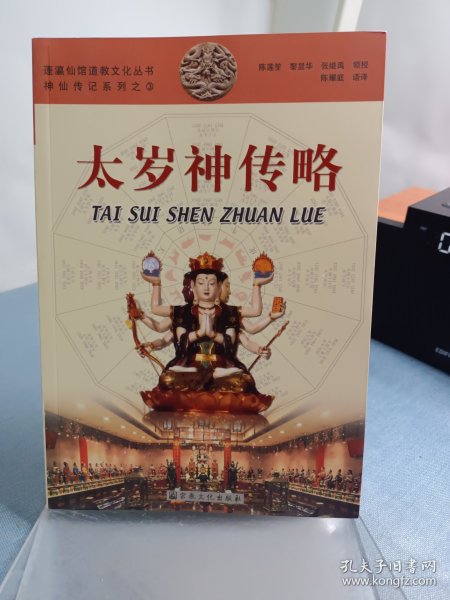 蓬瀛仙馆道教文化丛书
神仙传记系列之③
陈莲笙 黎显华 张继禹 领授
陈耀庭 语译
太岁神传略
TAI SUI SHEN ZHUAN LUE
宗教文化出版社
孔夫子旧书网
www.kongfz.com